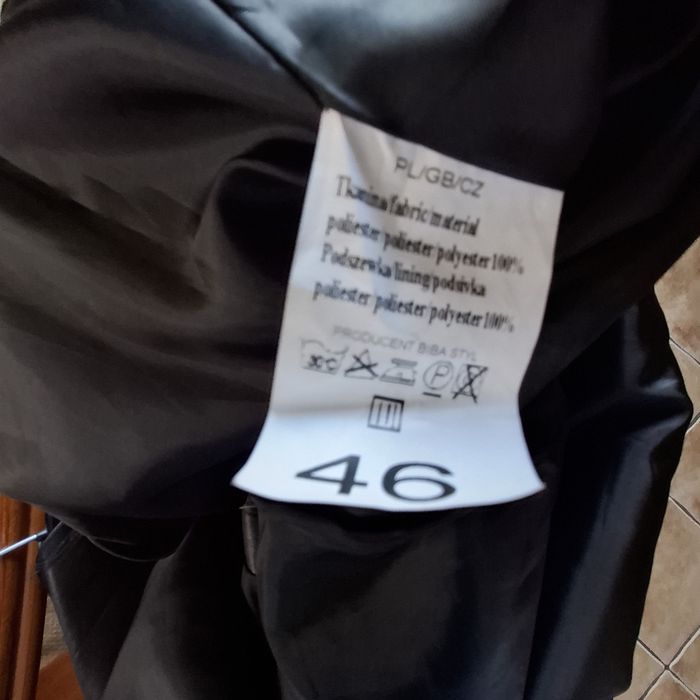 PL/GB/CZ
Tkanina/fabric/material
poliester/poliester/polyester 100%
Podszewka/lining/podsivka
poliester/poliester/polyester 100%
PRODUCENT BIBA STYL
30°C
P
46